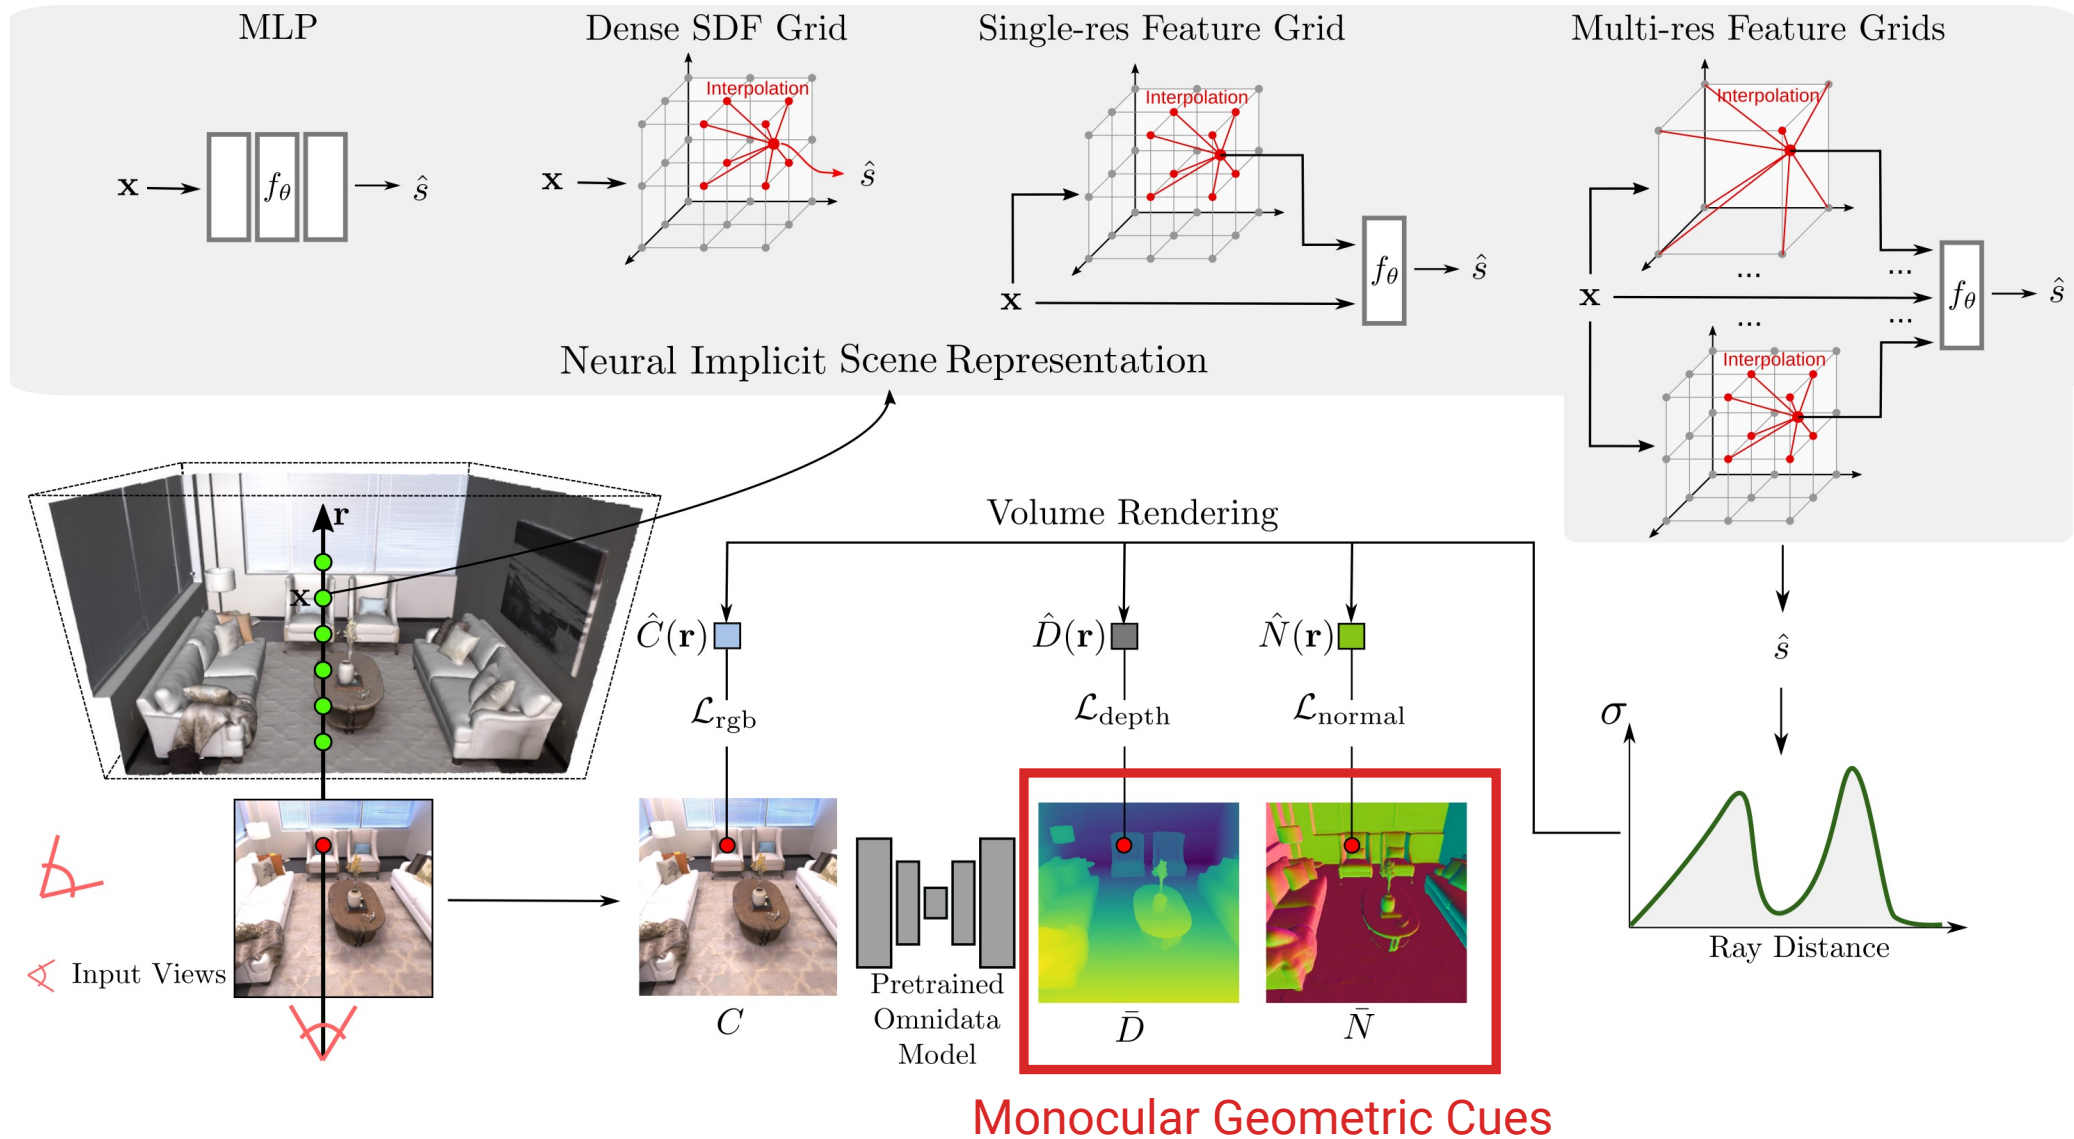 MLP
Dense SDF Grid
Single-res Feature Grid
Multi-res Feature Grids
Interpolation
Interpolation
Interpolation
x
f_θ
ŝ
x
ŝ
x
f_θ
ŝ
...
...
x
f_θ
ŝ
...
...
Interpolation
Neural Implicit Scene Representation
r
x
Volume Rendering
Ĉ(r)
D̂(r)
N̂(r)
ŝ
ℒ_rgb
ℒ_depth
ℒ_normal
σ
Ray Distance
Input Views
C
Pretrained
Omnidata
Model
D̄
N̄
Monocular Geometric Cues